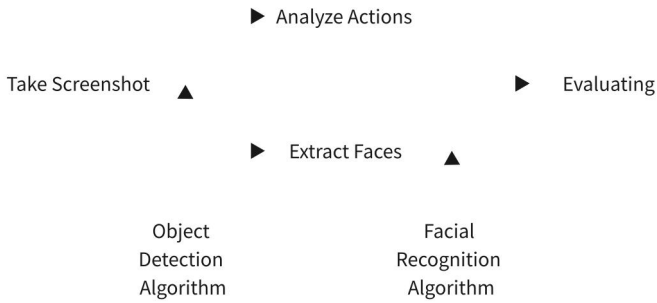 Analyze Actions
Take Screenshot
Evaluating
Extract Faces
Object
Detection
Algorithm
Facial
Recognition
Algorithm